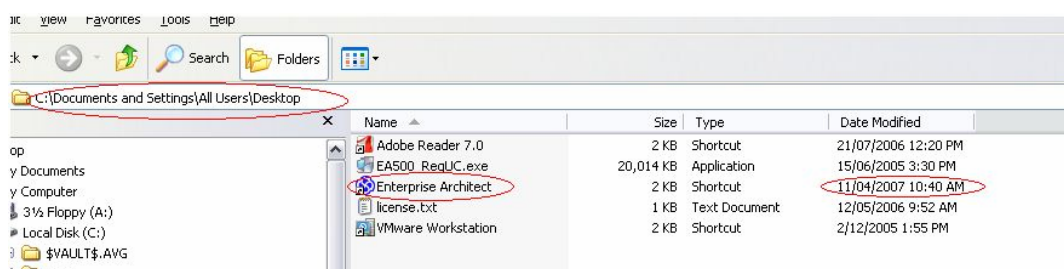 View Favorites Tools Help
Search Folders
C:\Documents and Settings\All Users\Desktop
Name Size Type Date Modified
Adobe Reader 7.0 2 KB Shortcut 21/07/2006 12:20 PM
op
EA500_ReqUC.exe 20,014 KB Application 15/06/2005 3:30 PM
y Documents
Enterprise Architect 2 KB Shortcut 11/04/2007 10:40 AM
y Computer
license.txt 1 KB Text Document 12/05/2006 9:52 AM
3½ Floppy (A:)
VMware Workstation 2 KB Shortcut 2/12/2005 1:55 PM
Local Disk (C:)
$VAULT$.AVG